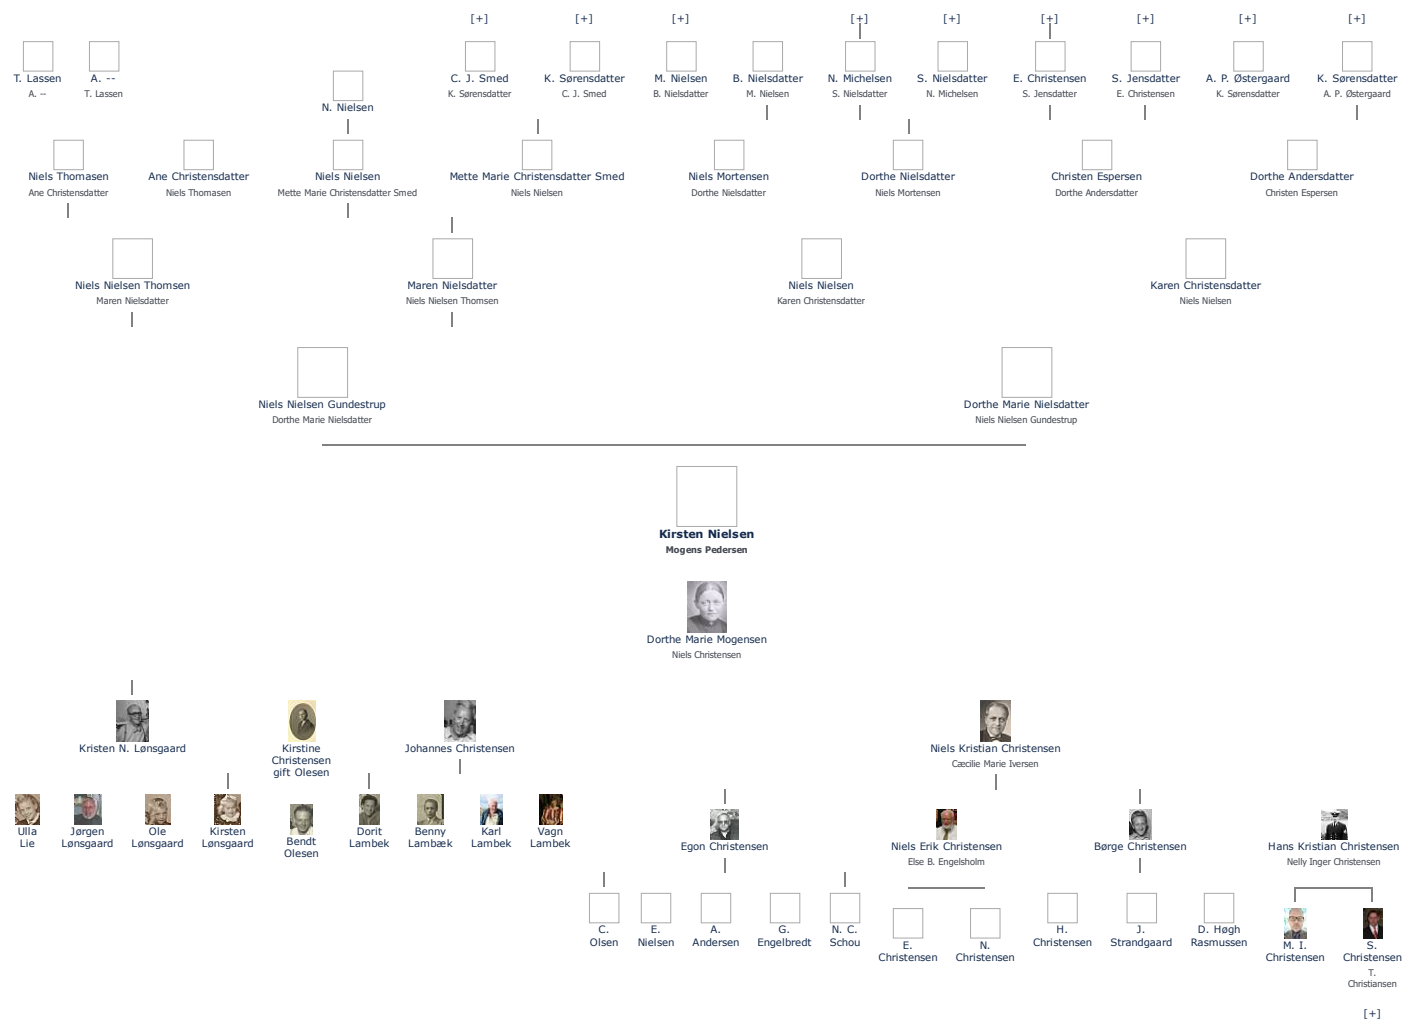 [+] [+] [+] [+] [+] [+] [+] [+] [+]
T. Lassen A. -- C. J. Smed K. Sørensdatter M. Nielsen B. Nielsdatter N. Michelsen S. Nielsdatter E. Christensen S. Jensdatter A. P. Østergaard K. Sørensdatter
A. -- T. Lassen K. Sørensdatter C. J. Smed B. Nielsdatter M. Nielsen S. Nielsdatter N. Michelsen S. Jensdatter E. Christensen K. Sørensdatter A. P. Østergaard
N. Nielsen
Niels Thomasen Ane Christensdatter Niels Nielsen Mette Marie Christensdatter Smed Niels Mortensen Dorthe Nielsdatter Christen Espersen Dorthe Andersdatter
Ane Christensdatter Niels Thomasen Mette Marie Christensdatter Smed Niels Nielsen Dorthe Nielsdatter Niels Mortensen Dorthe Andersdatter Christen Espersen
Niels Nielsen Thomsen Maren Nielsdatter Niels Nielsen Karen Christensdatter
Maren Nielsdatter Niels Nielsen Thomsen Karen Christensdatter Niels Nielsen
Niels Nielsen Gundestrup Dorthe Marie Nielsdatter
Dorthe Marie Nielsdatter Niels Nielsen Gundestrup
Kirsten Nielsen
Mogens Pedersen
Dorthe Marie Mogensen
Niels Christensen
Kristen N. Lønsgaard Kirstine Johannes Christensen Niels Kristian Christensen
Christensen Cæcilie Marie Iversen
gift Olesen
Ulla Jørgen Ole Kirsten Dorit Benny Karl Vagn
Lie Lønsgaard Lønsgaard Lønsgaard Lambek Lambæk Lambek Lambek
Bendt
Olesen
Egon Christensen Niels Erik Christensen Børge Christensen Hans Kristian Christensen
Else B. Engelsholm Nelly Inger Christensen
C. E. A. G. N. C. H. J. D. Høgh
Olsen Nielsen Andersen Engelbredt Schou Christensen Strandgaard Rasmussen
E. N. M. I. S.
Christensen Christensen Christensen Christensen
T.
Christiansen
[+]